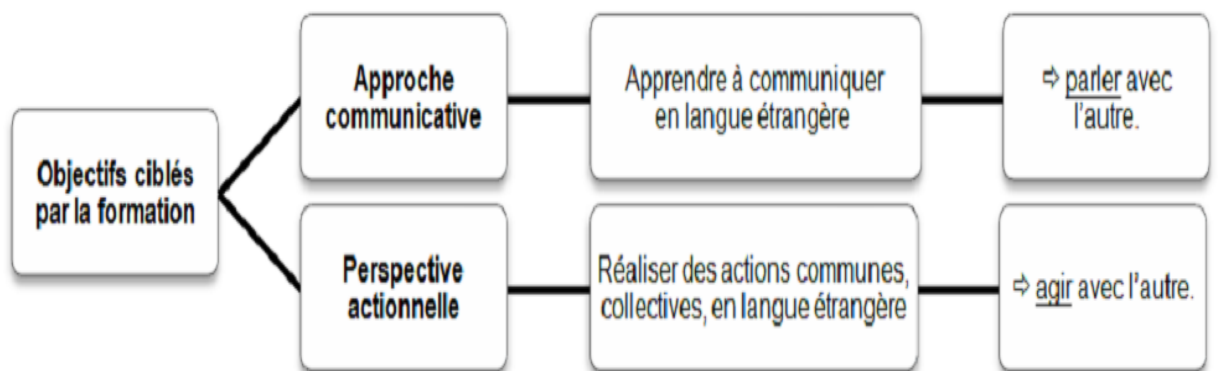 Objectifs ciblés
par la formation
Approche
communicative
Apprendre à communiquer
en langue étrangère
⇨ parler avec
l'autre.
Perspective
actionnelle
Réaliser des actions communes,
collectives, en langue étrangère
⇨ agir avec l'autre.